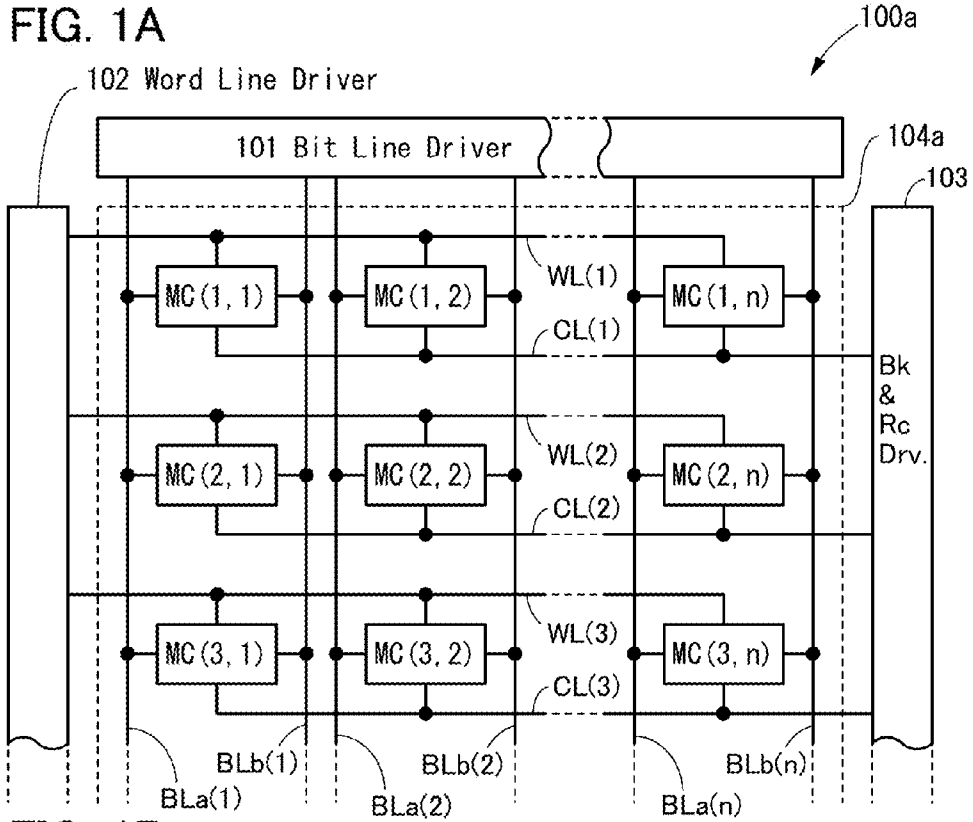 FIG. 1A
100a
102 Word Line Driver
101 Bit Line Driver
104a
103
WL(1)
MC(1,1)
MC(1,2)
MC(1,n)
CL(1)
Bk
&
Rc
Drv.
WL(2)
MC(2,1)
MC(2,2)
MC(2,n)
CL(2)
WL(3)
MC(3,1)
MC(3,2)
MC(3,n)
CL(3)
BLb(1)
BLb(2)
BLb(n)
BLa(1)
BLa(2)
BLa(n)